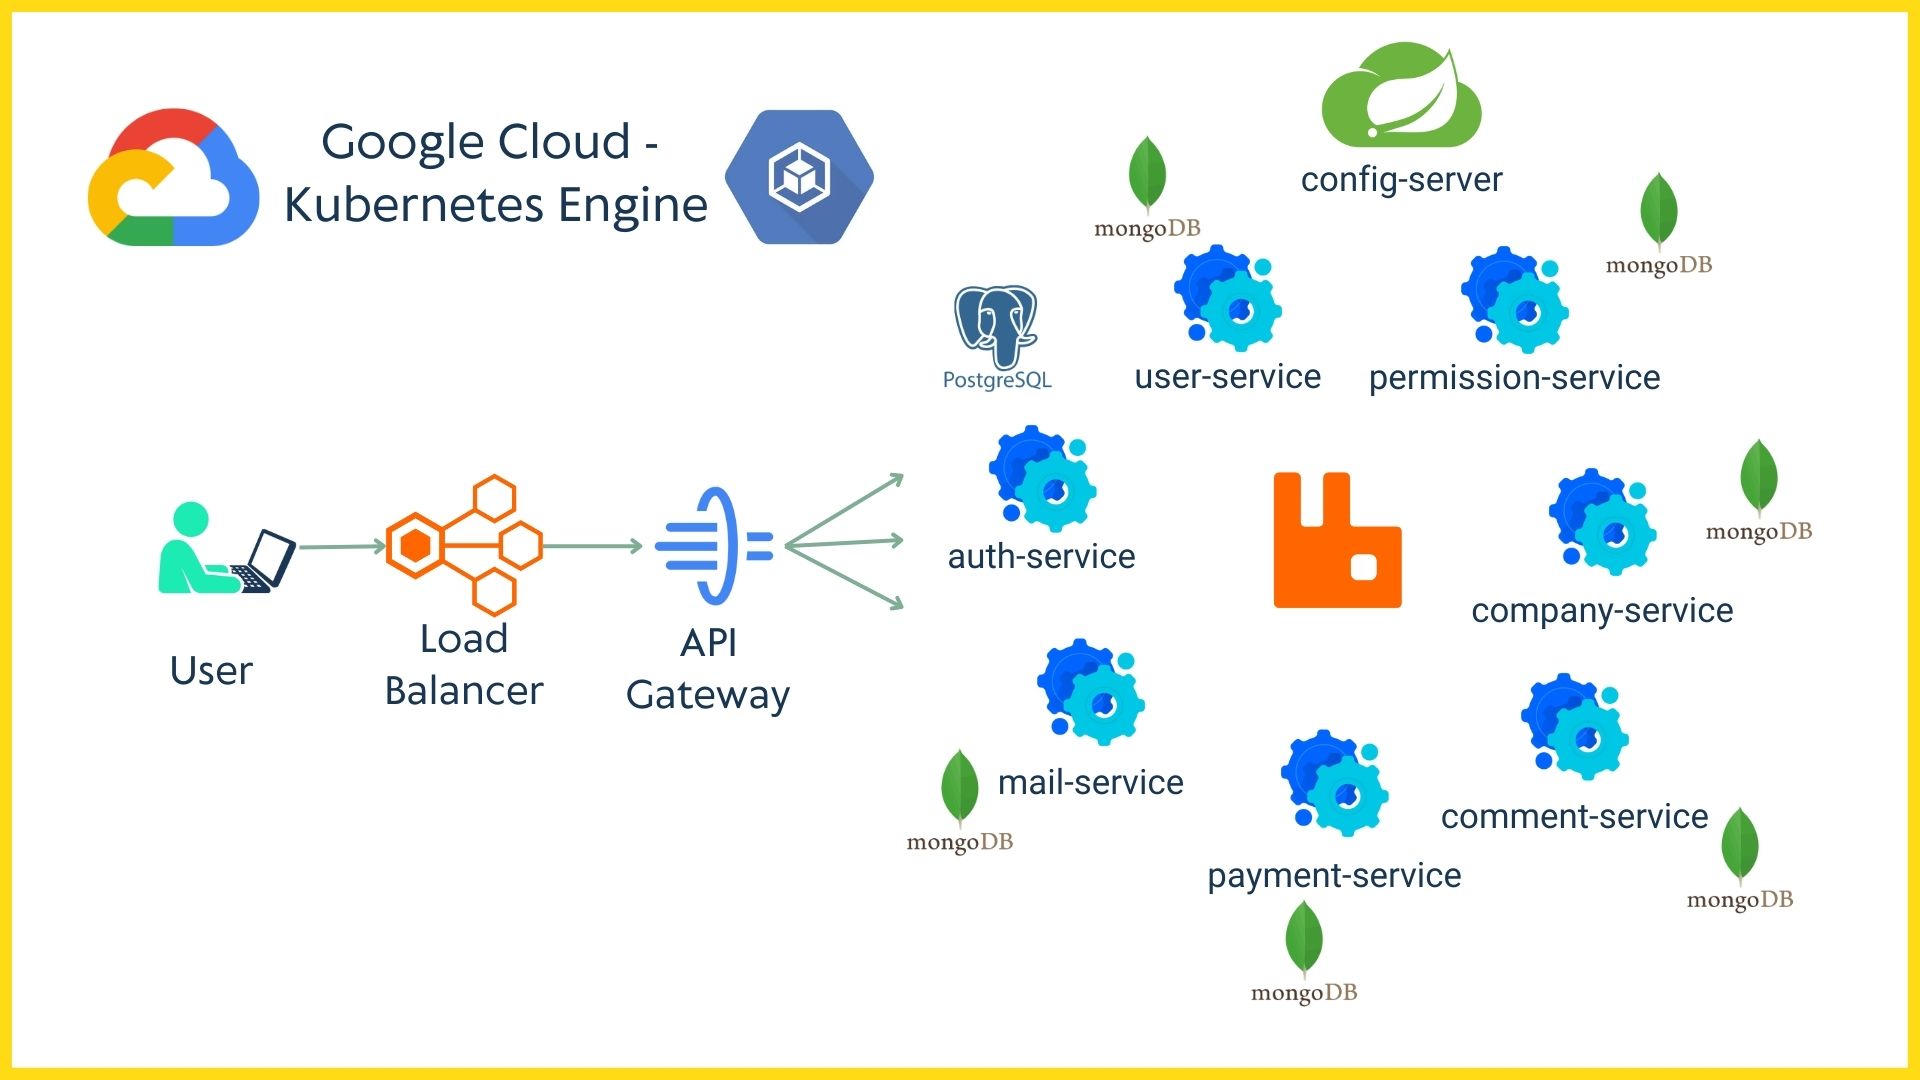 Google Cloud -
Kubernetes Engine
config-server
mongoDB
mongoDB
PostgreSQL
user-service
permission-service
mongoDB
auth-service
company-service
User
Load
Balancer
API
Gateway
mail-service
mongoDB
comment-service
payment-service
mongoDB
mongoDB